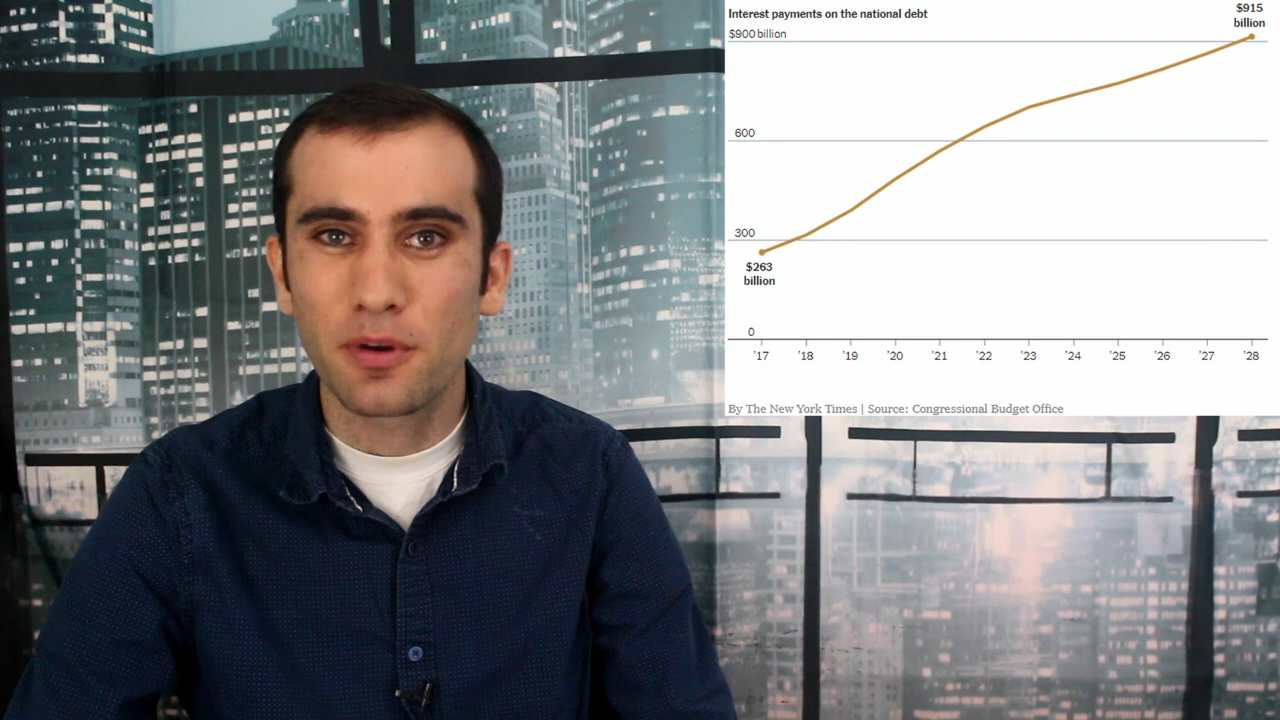 Interest payments on the national debt
$915
billion
$900 billion
600
300
$263
billion
0
'17 '18 '19 '20 '21 '22 '23 '24 '25 '26 '27 '28
By The New York Times | Source: Congressional Budget Office